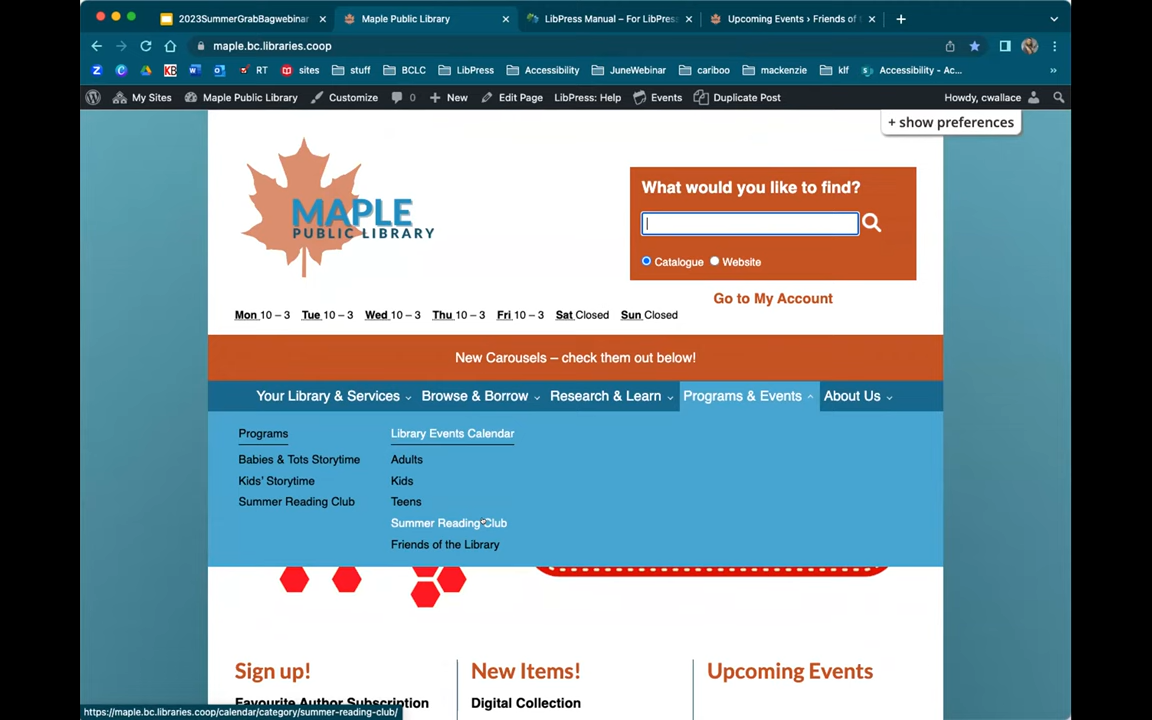 2023SummerGrabBagwebinar
Maple Public Library
LibPress Manual – For LibPress
Upcoming Events › Friends of
maple.bc.libraries.coop
RT
sites
stuff
BCLC
LibPress
Accessibility
JuneWebinar
cariboo
mackenzie
klf
Accessibility - Ac...
My Sites
Maple Public Library
Customize
0
New
Edit Page
LibPress: Help
Events
Duplicate Post
Howdy, cwallace
+ show preferences
MAPLE
PUBLIC LIBRARY
What would you like to find?
Catalogue Website
Go to My Account
Mon 10 – 3 Tue 10 – 3 Wed 10 – 3 Thu 10 – 3 Fri 10 – 3 Sat Closed Sun Closed
New Carousels – check them out below!
Your Library & Services Browse & Borrow Research & Learn Programs & Events About Us
Programs
Babies & Tots Storytime
Kids’ Storytime
Summer Reading Club
Library Events Calendar
Adults
Kids
Teens
Summer Reading Club
Friends of the Library
Sign up!
Favourite Author Subscription
New Items!
Digital Collection
Upcoming Events
https://maple.bc.libraries.coop/calendar/category/summer-reading-club/